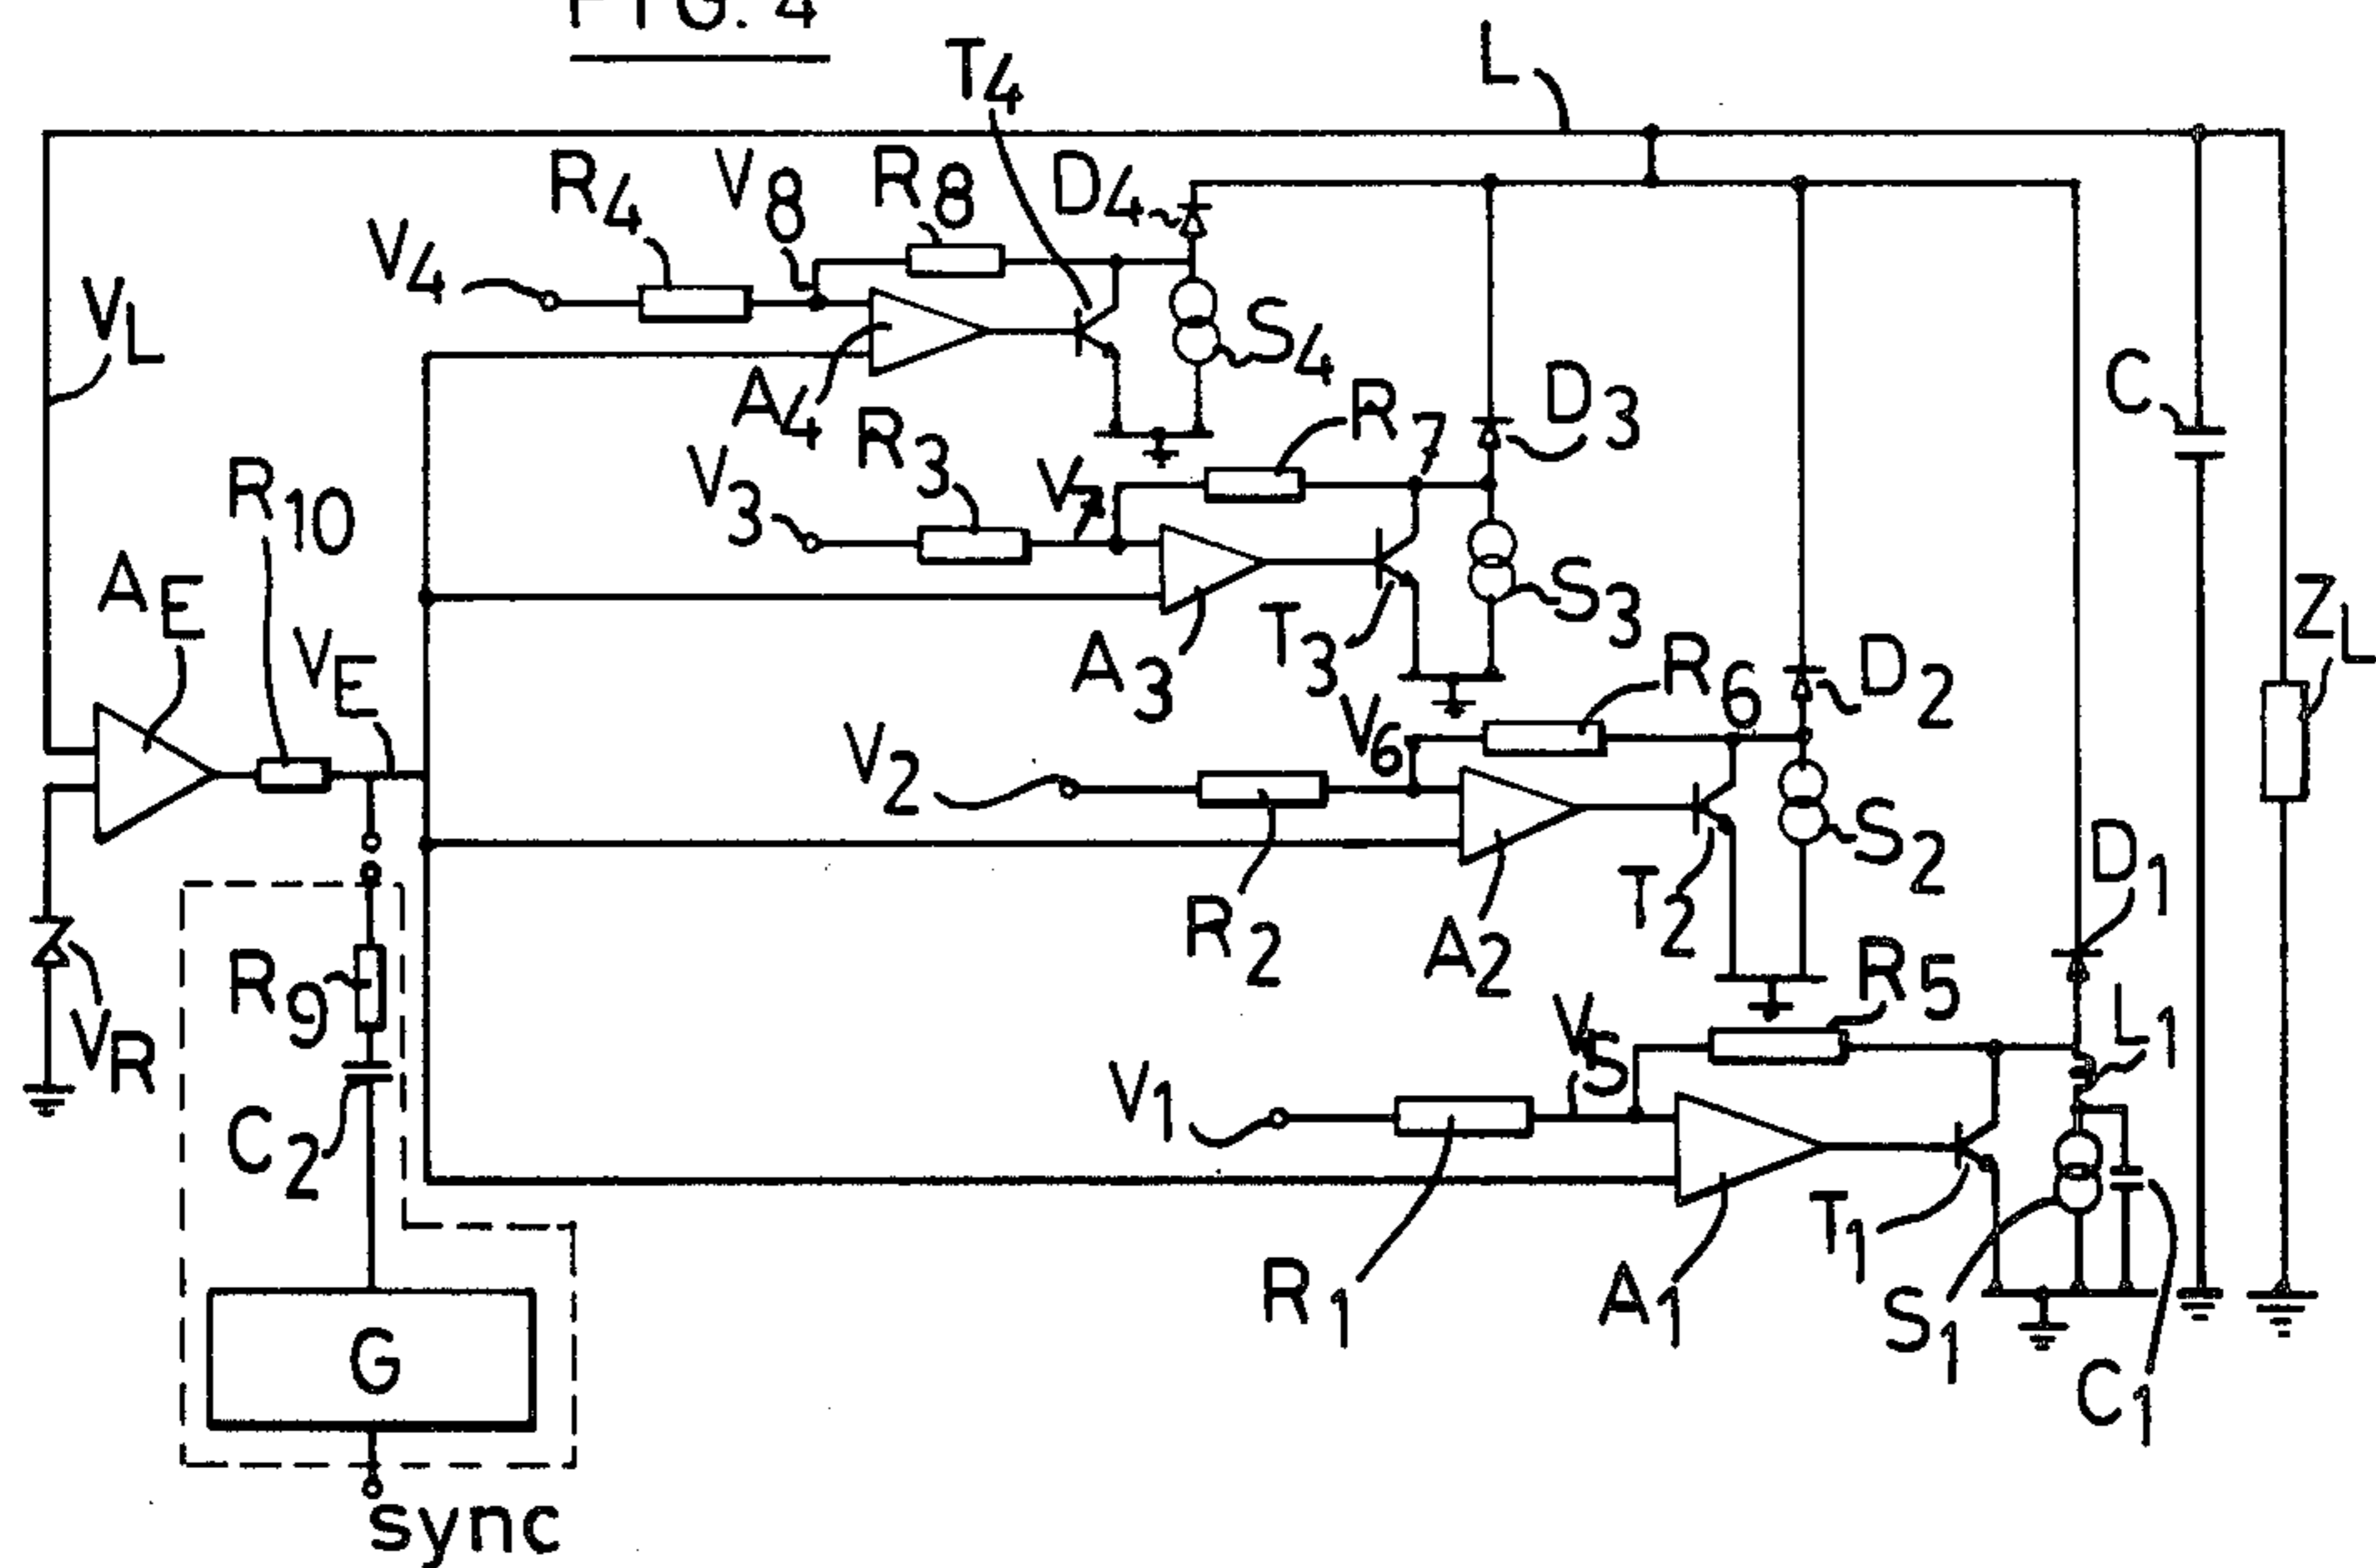 FIG. 4
T4
L
R4
V8
R8
D4
V4
VL
S4
A4
R3
R7
D3
C
V3
V7
R10
AE
VE
S3
ZL
A3
T3
R6
D2
V6
V2
S2
D1
R2
A2
T2
R5
R9
VR
V5
L1
V1
C2
T1
R1
A1
S1
C1
G
sync